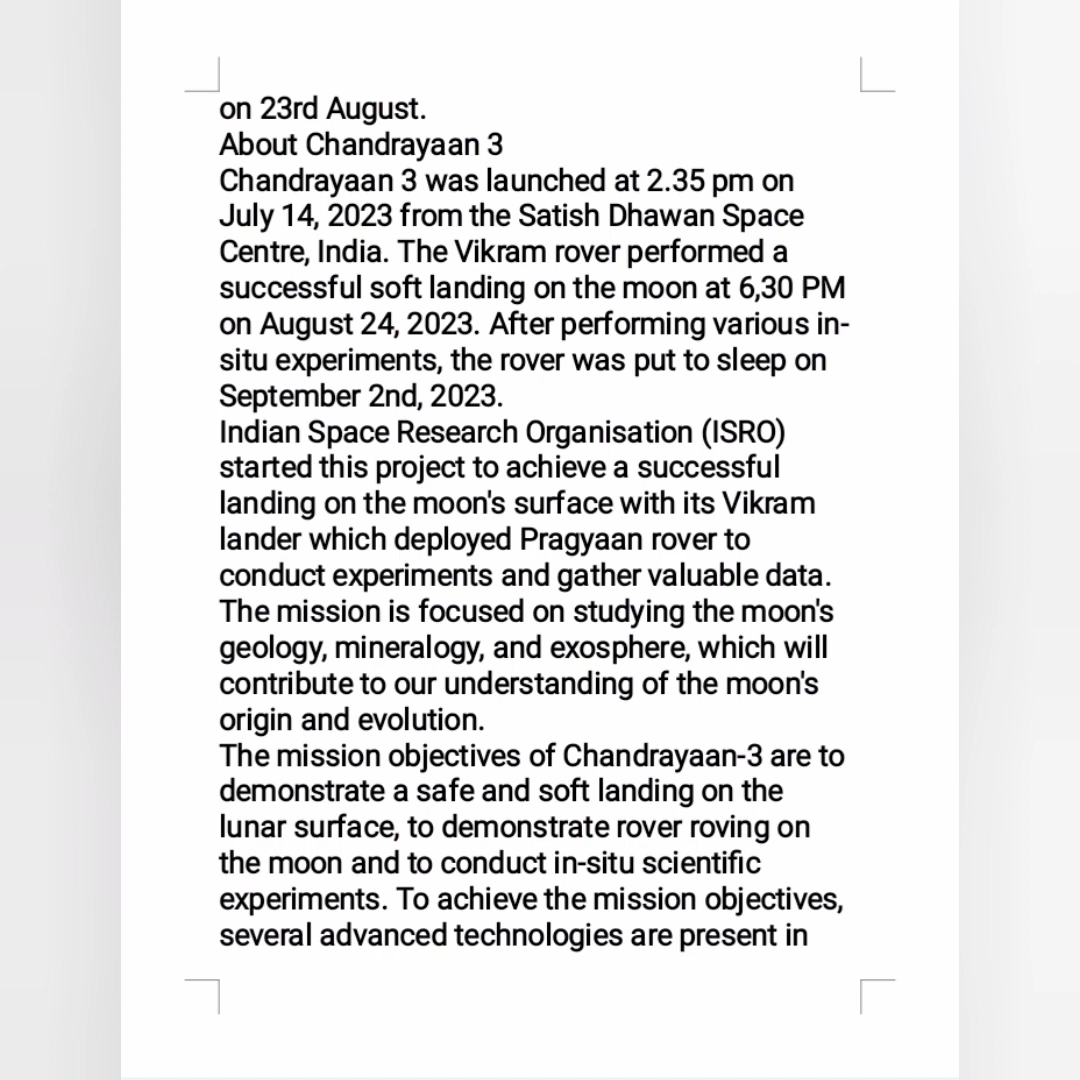 on 23rd August.
About Chandrayaan 3
Chandrayaan 3 was launched at 2.35 pm on
July 14, 2023 from the Satish Dhawan Space
Centre, India. The Vikram rover performed a
successful soft landing on the moon at 6,30 PM
on August 24, 2023. After performing various in-
situ experiments, the rover was put to sleep on
September 2nd, 2023.
Indian Space Research Organisation (ISRO)
started this project to achieve a successful
landing on the moon's surface with its Vikram
lander which deployed Pragyaan rover to
conduct experiments and gather valuable data.
The mission is focused on studying the moon's
geology, mineralogy, and exosphere, which will
contribute to our understanding of the moon's
origin and evolution.
The mission objectives of Chandrayaan-3 are to
demonstrate a safe and soft landing on the
lunar surface, to demonstrate rover roving on
the moon and to conduct in-situ scientific
experiments. To achieve the mission objectives,
several advanced technologies are present in